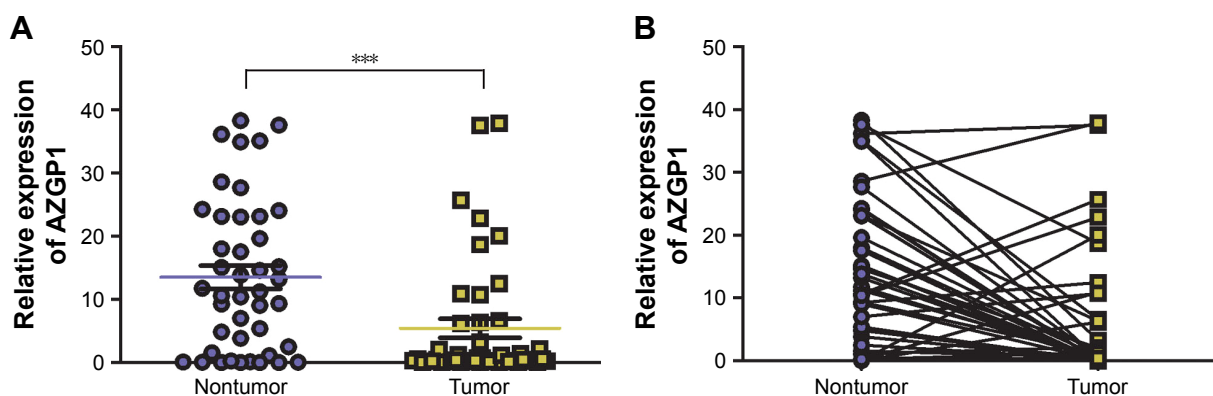 A
Relative expression
of AZGP1
50
40
30
20
10
0
***
Nontumor
Tumor
B
Relative expression
of AZGP1
50
40
30
20
10
0
Nontumor
Tumor